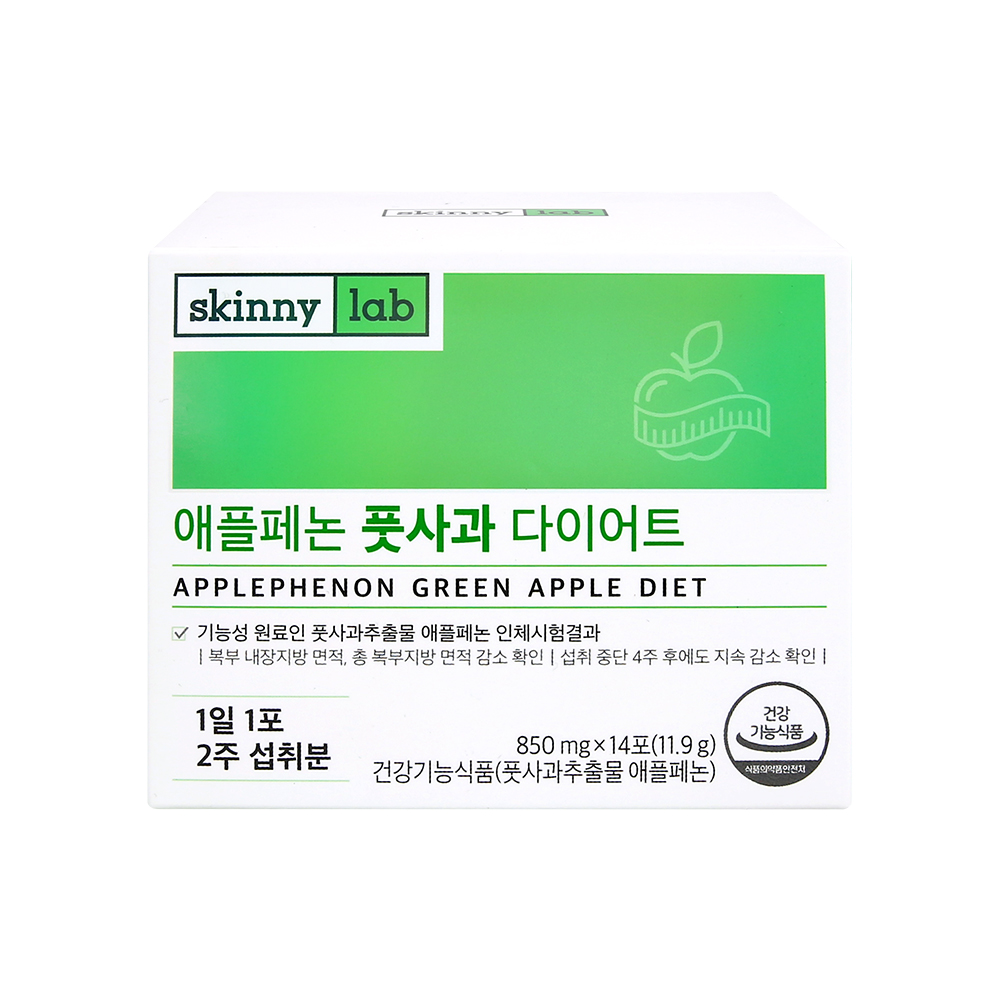 skinny lab
skinny lab
애플페논 풋사과 다이어트
APPLEPHENON GREEN APPLE DIET
기능성 원료인 풋사과추출물 애플페논 인체시험결과
| 복부 내장지방 면적, 총 복부지방 면적 감소 확인 | 섭취 중단 4주 후에도 지속 감소 확인 |
1일 1포
2주 섭취분
850 mg×14포(11.9 g)
건강기능식품(풋사과추출물 애플페논)
건강
기능식품
식품의약품안전처